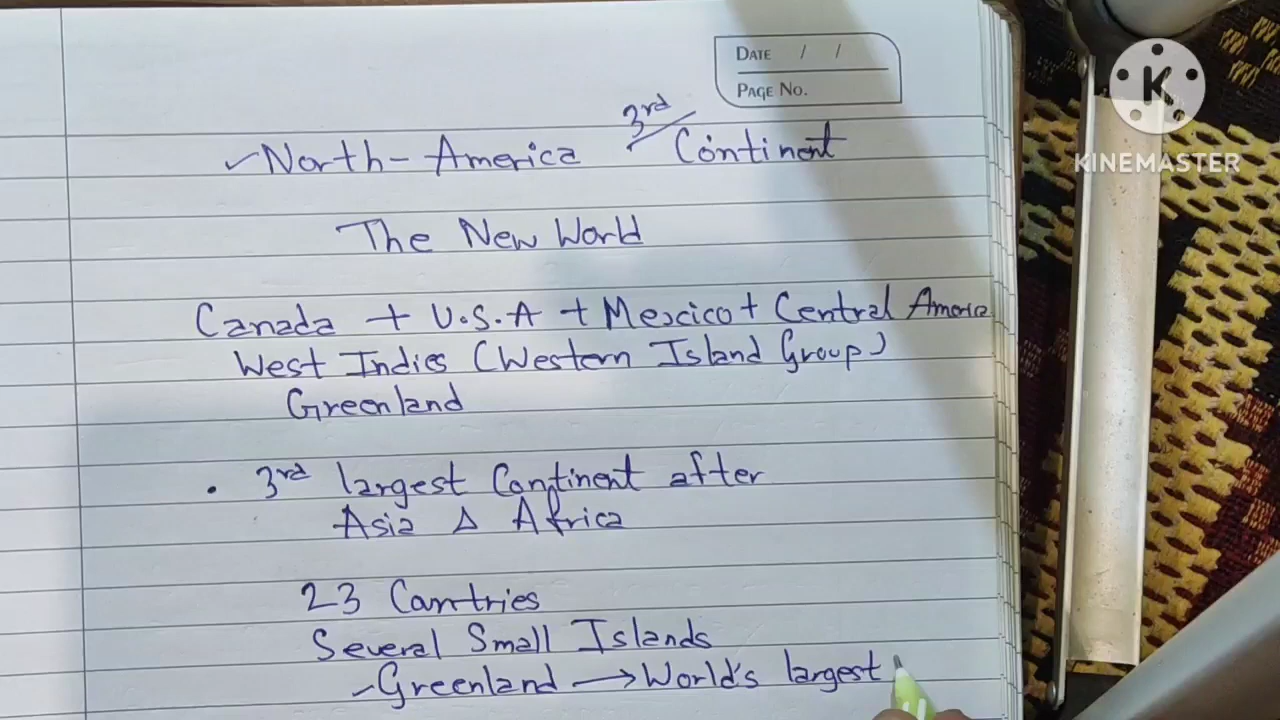 DATE / /
PAGE NO.
3rd
North-America Continent
The New World
Canada + U.S.A + Mexico + Central America
West Indies (Western Island Group)
Greenland
• 3rd largest Continent after
Asia & Africa
23 Countries
Several Small Islands
Greenland → World's largest
K
KINEMASTER